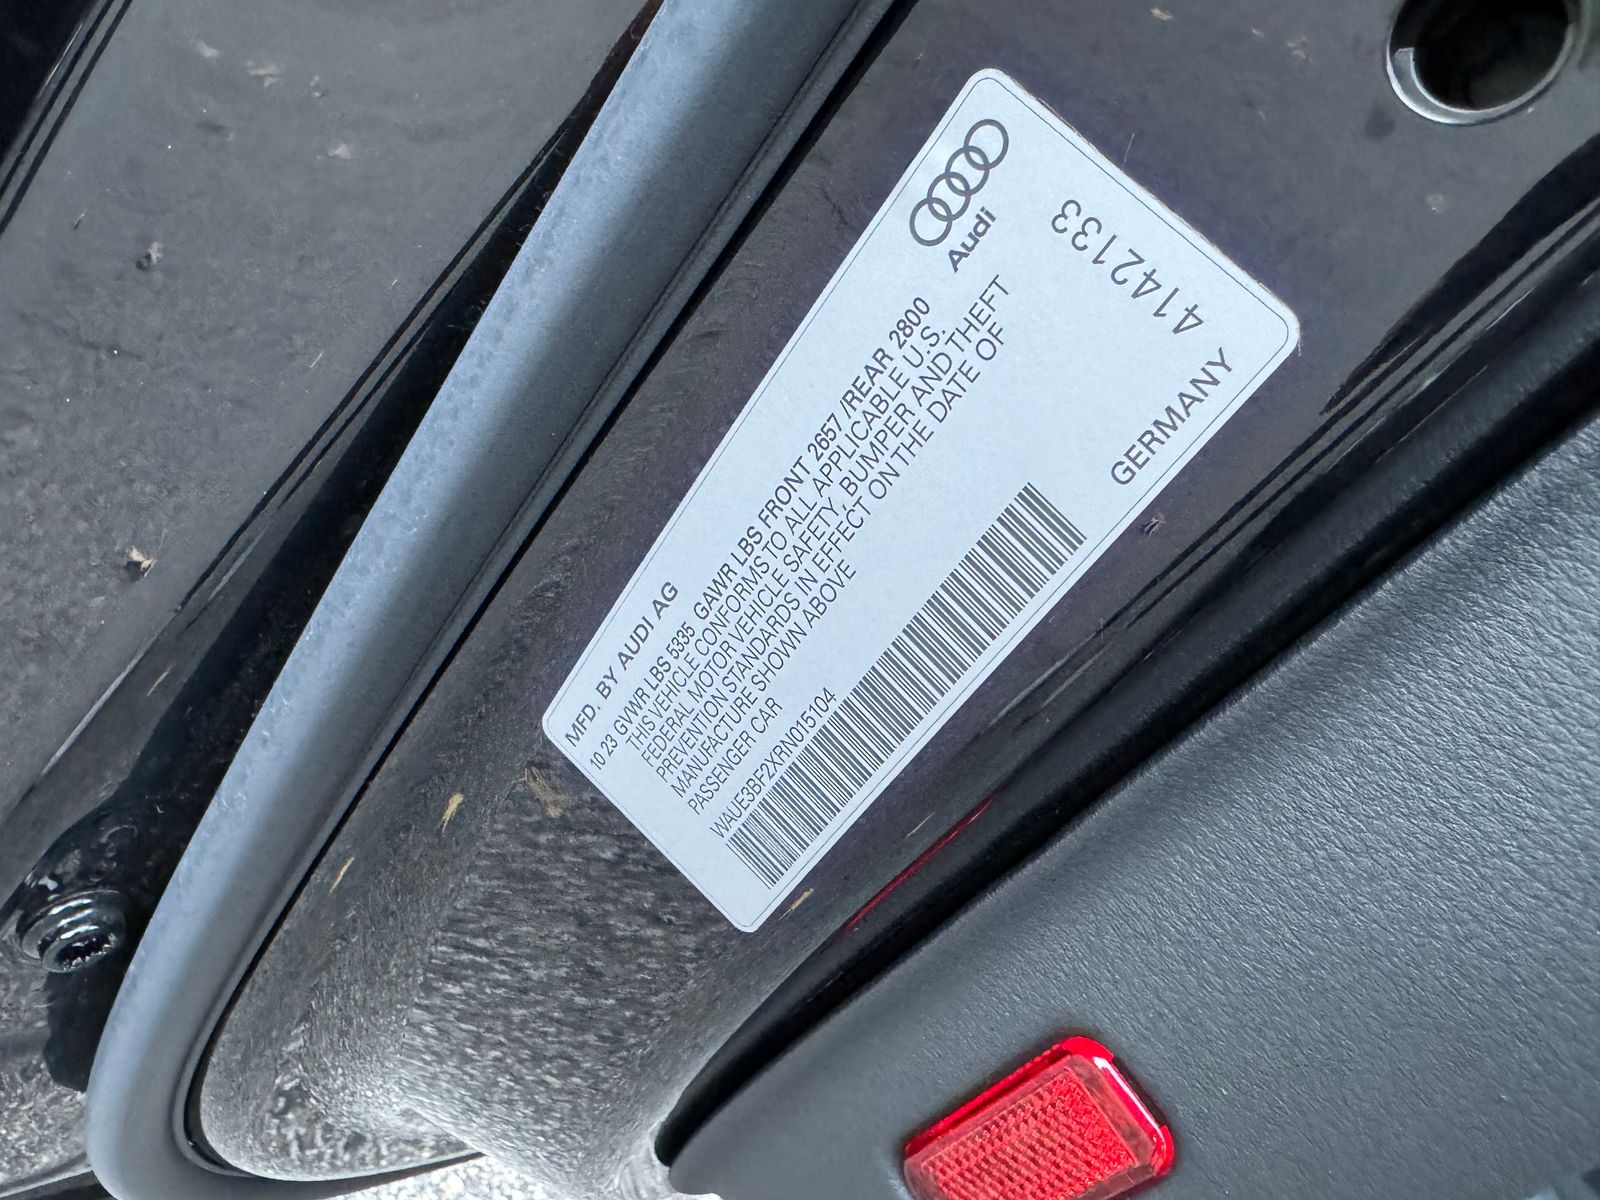 Audi
MFD. BY AUDI AG
10 23 GVWR LBS 5335 GAWR LBS FRONT 2657 /REAR 2800
THIS VEHICLE CONFORMS TO ALL APPLICABLE U.S.
FEDERAL MOTOR VEHICLE SAFETY, BUMPER AND THEFT
PREVENTION STANDARDS IN EFFECT ON THE DATE OF
MANUFACTURE SHOWN ABOVE
PASSENGER CAR
WAUE3BF2XRN015104
4142133
GERMANY